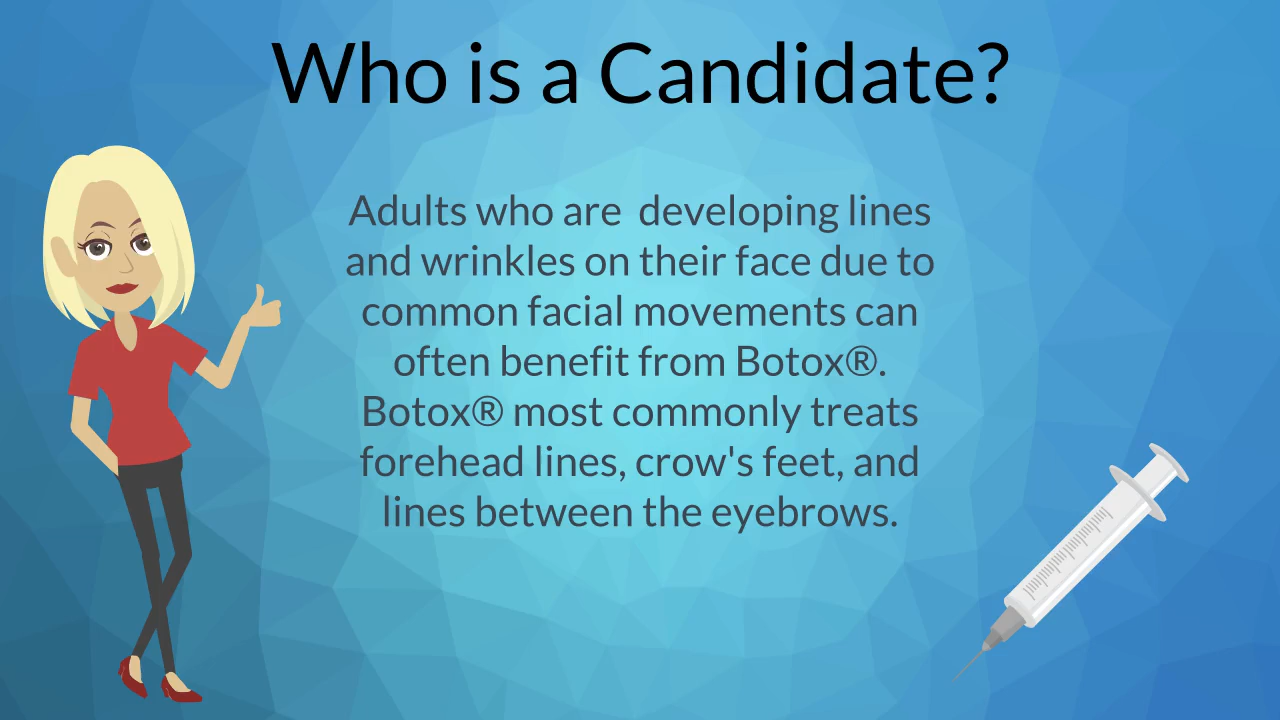 Who is a Candidate?
Adults who are  developing lines
and wrinkles on their face due to
common facial movements can
often benefit from Botox®.
Botox® most commonly treats
forehead lines, crow's feet, and
lines between the eyebrows.